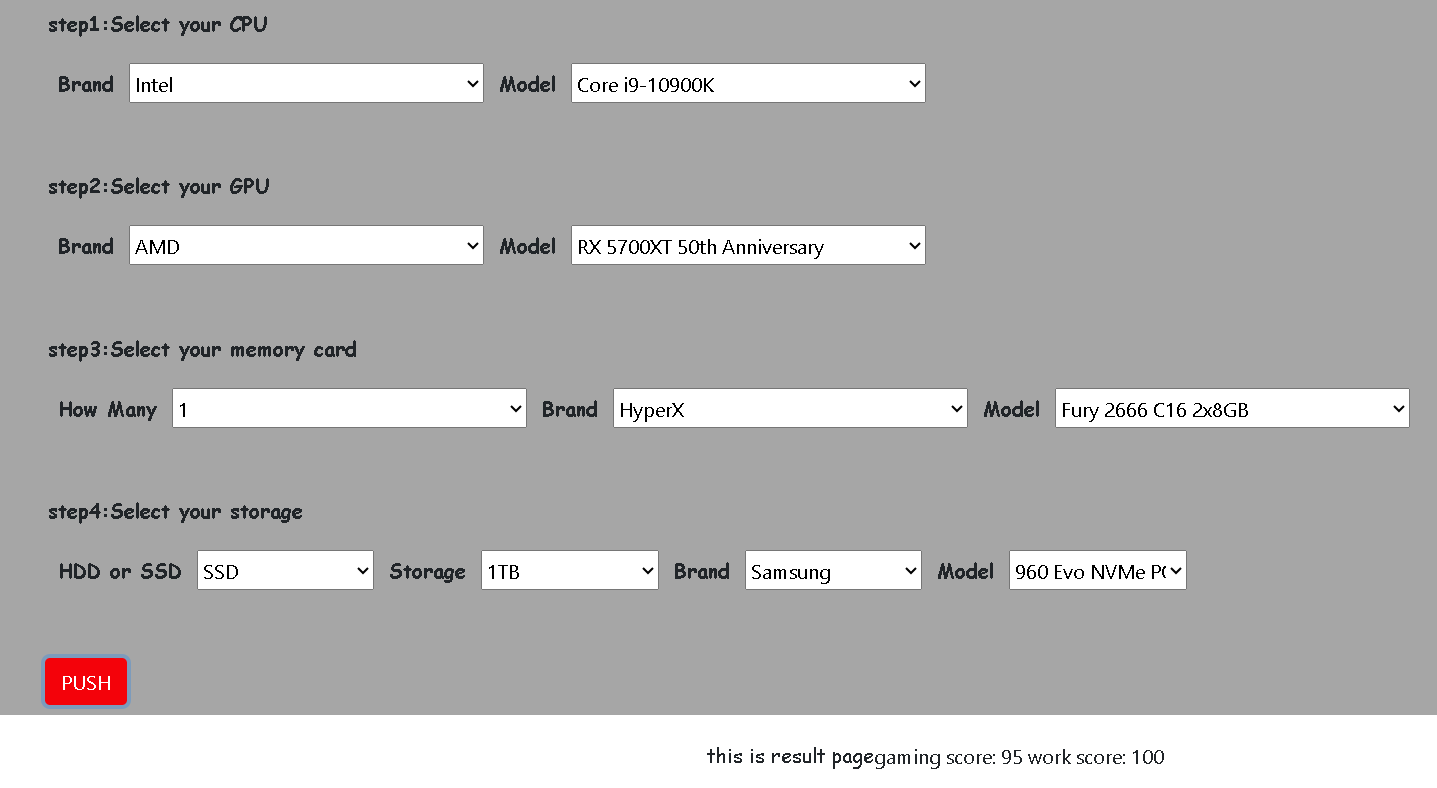 step1:Select your CPU
Brand Intel Model Core i9-10900K
step2:Select your GPU
Brand AMD Model RX 5700XT 50th Anniversary
step3:Select your memory card
How Many 1 Brand HyperX Model Fury 2666 C16 2x8GB
step4:Select your storage
HDD or SSD SSD Storage 1TB Brand Samsung Model 960 Evo NVMe
PUSH
this is result pagegaming score: 95 work score: 100